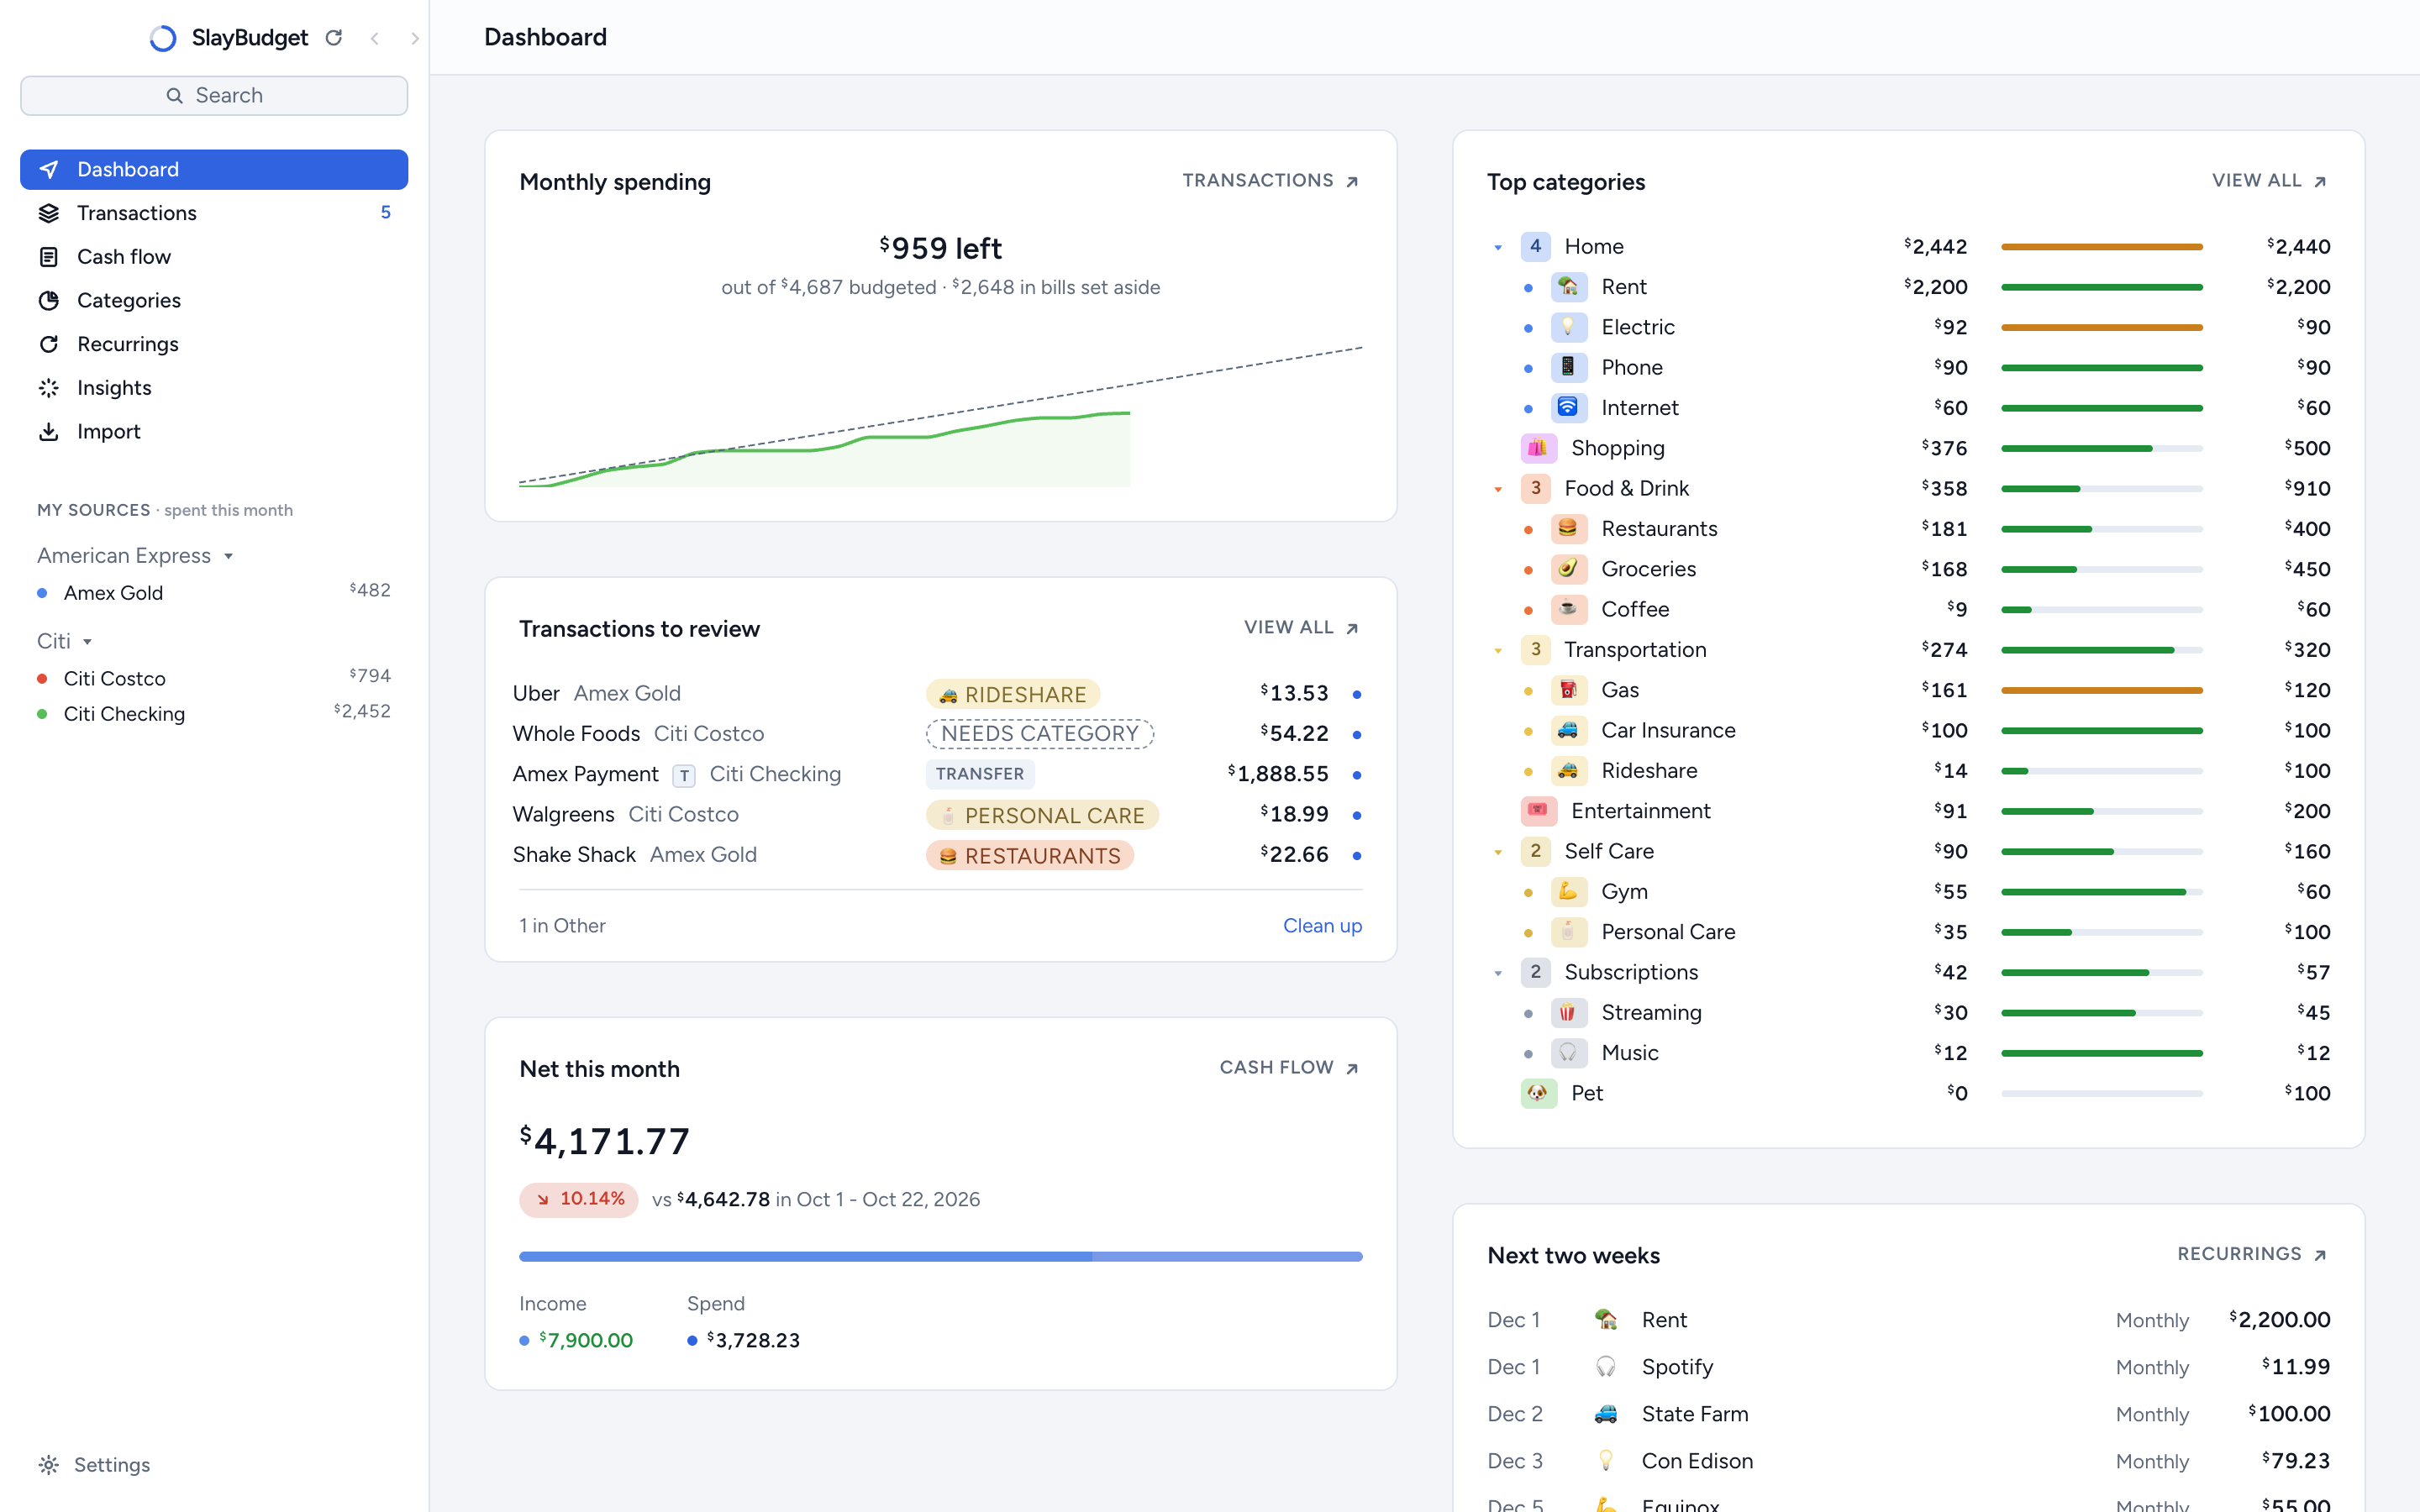 SlayBudget
Search
Dashboard
Transactions 5
Cash flow
Categories
Recurrings
Insights
Import
MY SOURCES · spent this month
American Express
Amex Gold $482
Citi
Citi Costco $794
Citi Checking $2,452
Settings
Dashboard
Monthly spending TRANSACTIONS
$959 left
out of $4,687 budgeted · $2,648 in bills set aside
Transactions to review VIEW ALL
Uber Amex Gold RIDESHARE $13.53
Whole Foods Citi Costco NEEDS CATEGORY $54.22
Amex Payment T Citi Checking TRANSFER $1,888.55
Walgreens Citi Costco PERSONAL CARE $18.99
Shake Shack Amex Gold RESTAURANTS $22.66
1 in Other Clean up
Net this month CASH FLOW
$4,171.77
10.14% vs $4,642.78 in Oct 1 - Oct 22, 2026
Income Spend
$7,900.00 $3,728.23
Top categories VIEW ALL
4 Home $2,442 $2,440
Rent $2,200 $2,200
Electric $92 $90
Phone $90 $90
Internet $60 $60
Shopping $376 $500
3 Food & Drink $358 $910
Restaurants $181 $400
Groceries $168 $450
Coffee $9 $60
3 Transportation $274 $320
Gas $161 $120
Car Insurance $100 $100
Rideshare $14 $100
Entertainment $91 $200
2 Self Care $90 $160
Gym $55 $60
Personal Care $35 $100
2 Subscriptions $42 $57
Streaming $30 $45
Music $12 $12
Pet $0 $100
Next two weeks RECURRINGS
Dec 1 Rent Monthly $2,200.00
Dec 1 Spotify Monthly $11.99
Dec 2 State Farm Monthly $100.00
Dec 3 Con Edison Monthly $79.23
Dec 5 Equinox Monthly $55.00